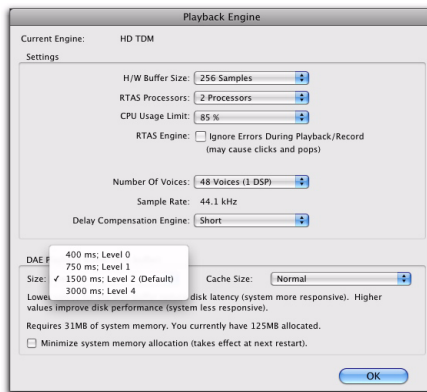 Playback Engine
Current Engine: HD TDM
Settings
H/W Buffer Size: 256 Samples
RTAS Processors: 2 Processors
CPU Usage Limit: 85 %
RTAS Engine: Ignore Errors During Playback/Record
(may cause clicks and pops)
Number Of Voices: 48 Voices (1 DSP)
Sample Rate: 44.1 kHz
Delay Compensation Engine: Short
DAE
400 ms; Level 0
750 ms; Level 1
Size: ✓ 1500 ms; Level 2 (Default) Cache Size: Normal
3000 ms; Level 4
disk latency (system more responsive). Higher
values improve disk performance (system less responsive).
Requires 31MB of system memory. You currently have 125MB allocated.
Minimize system memory allocation (takes effect at next restart).
OK